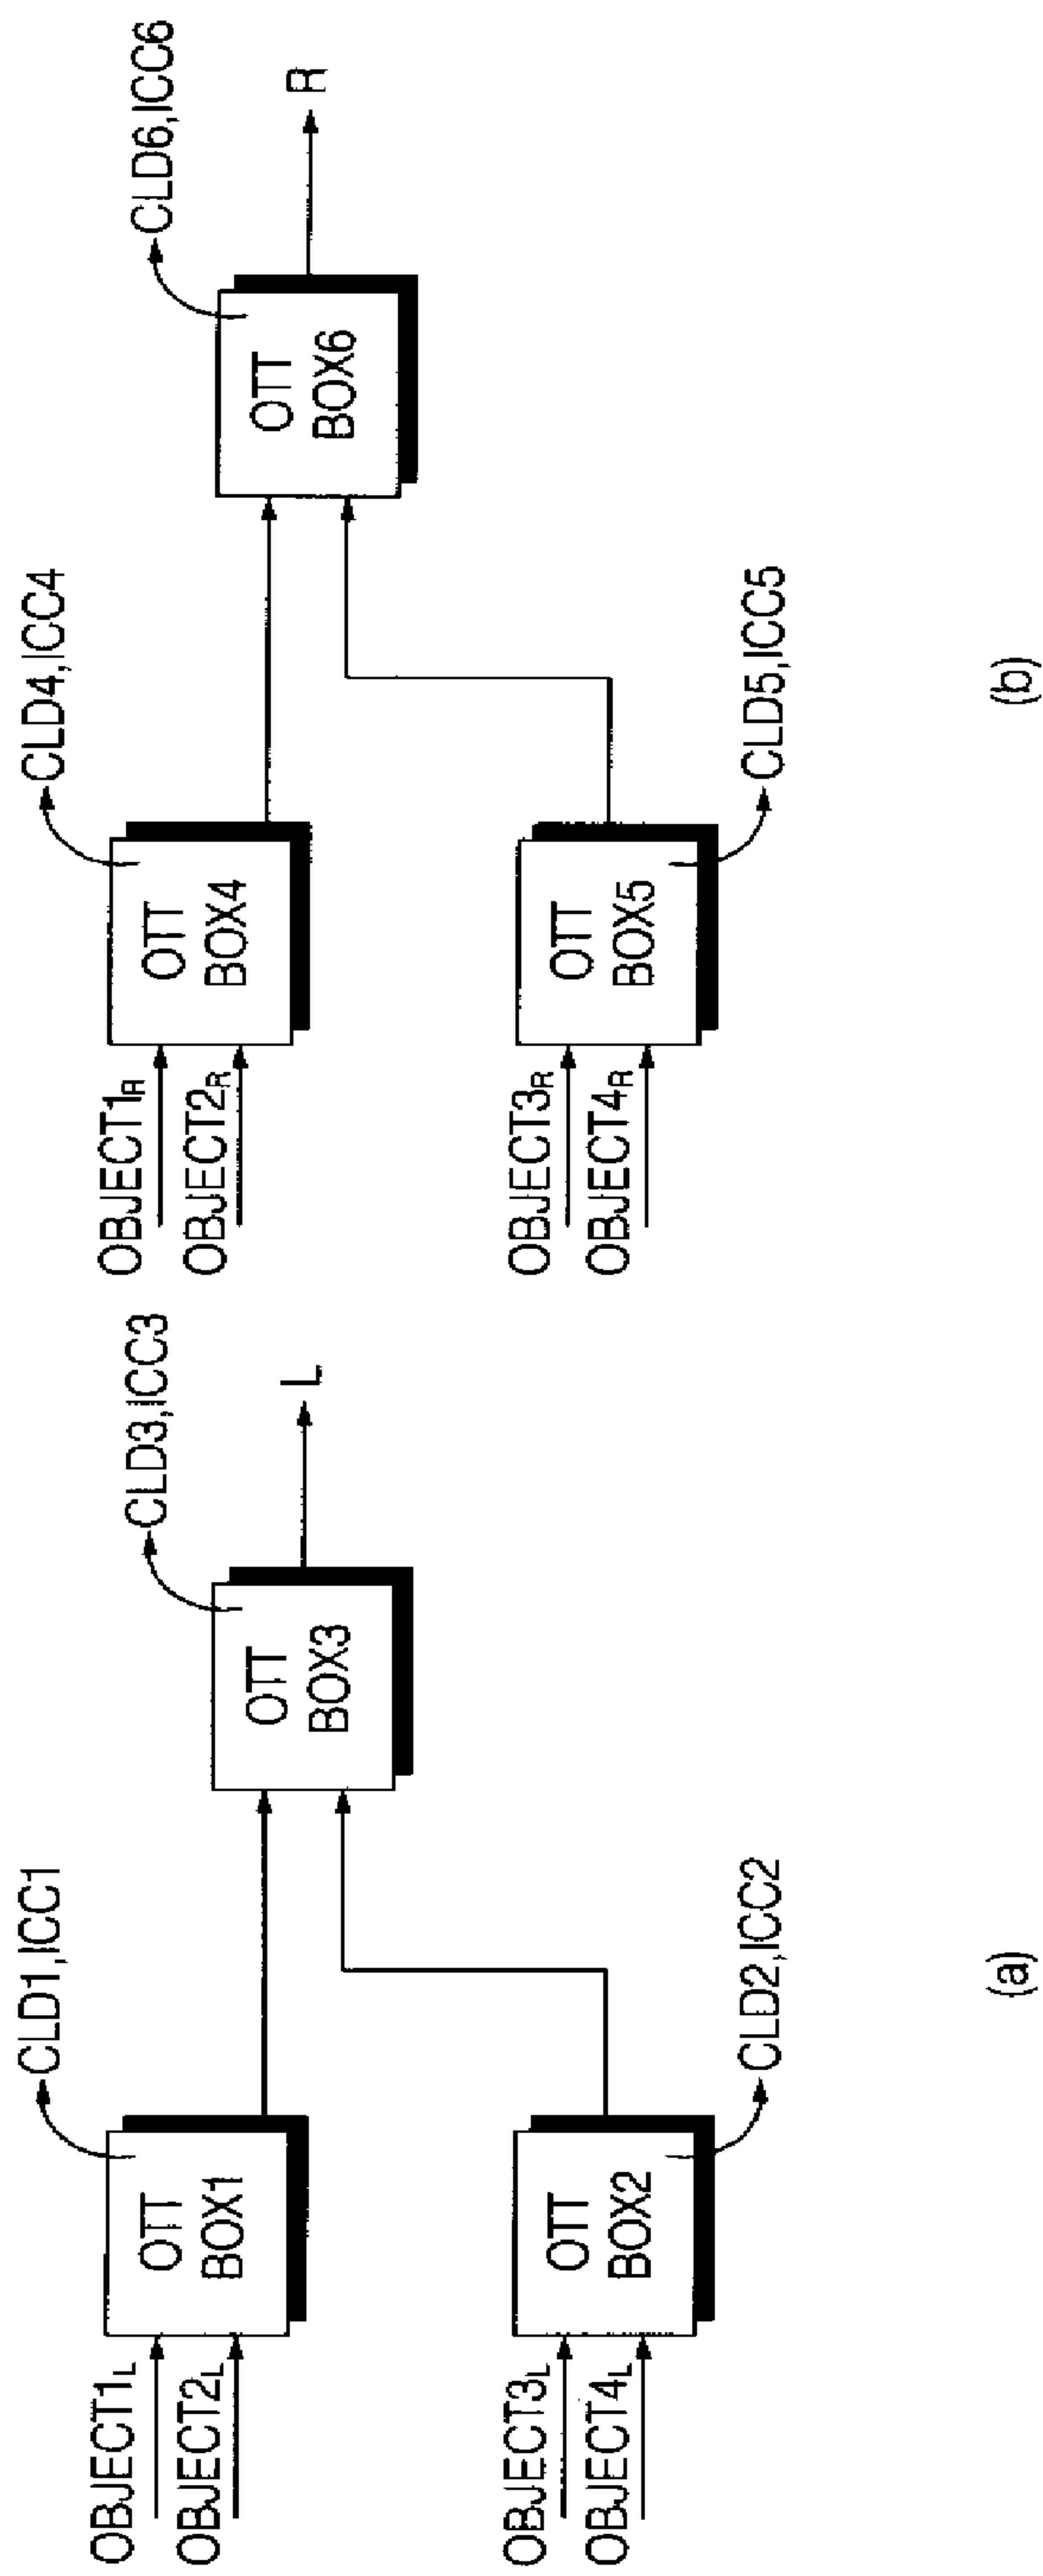 CLD1,ICC1
OBJECT1L
OBJECT2L
OTT
BOX1
CLD3,ICC3
OTT
BOX3
L
OBJECT3L
OBJECT4L
OTT
BOX2
CLD2,ICC2
(a)
CLD4,ICC4
OBJECT1R
OBJECT2R
OTT
BOX4
CLD6,ICC6
OTT
BOX6
R
OBJECT3R
OBJECT4R
OTT
BOX5
CLD5,ICC5
(b)